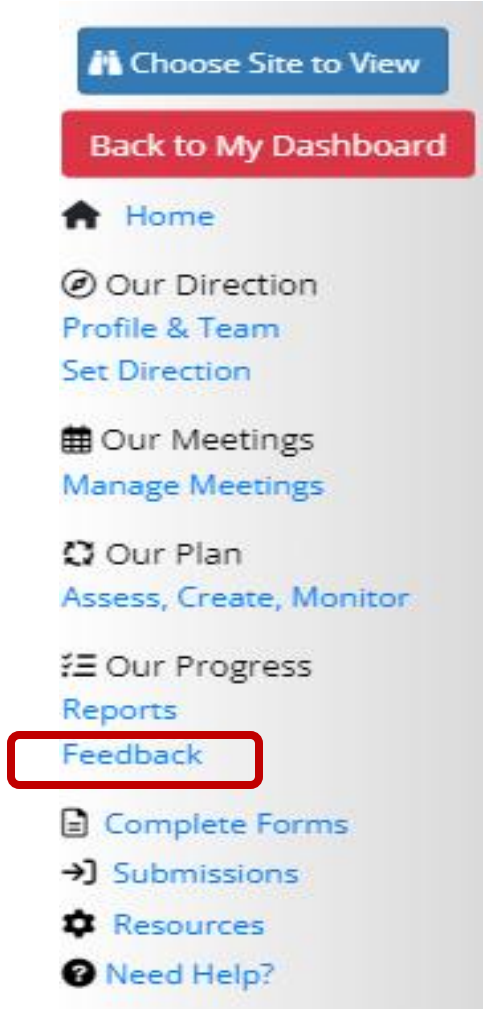 Choose Site to View
Back to My Dashboard
Home
Our Direction
Profile & Team
Set Direction
Our Meetings
Manage Meetings
Our Plan
Assess, Create, Monitor
Our Progress
Reports
Feedback
Complete Forms
Submissions
Resources
Need Help?